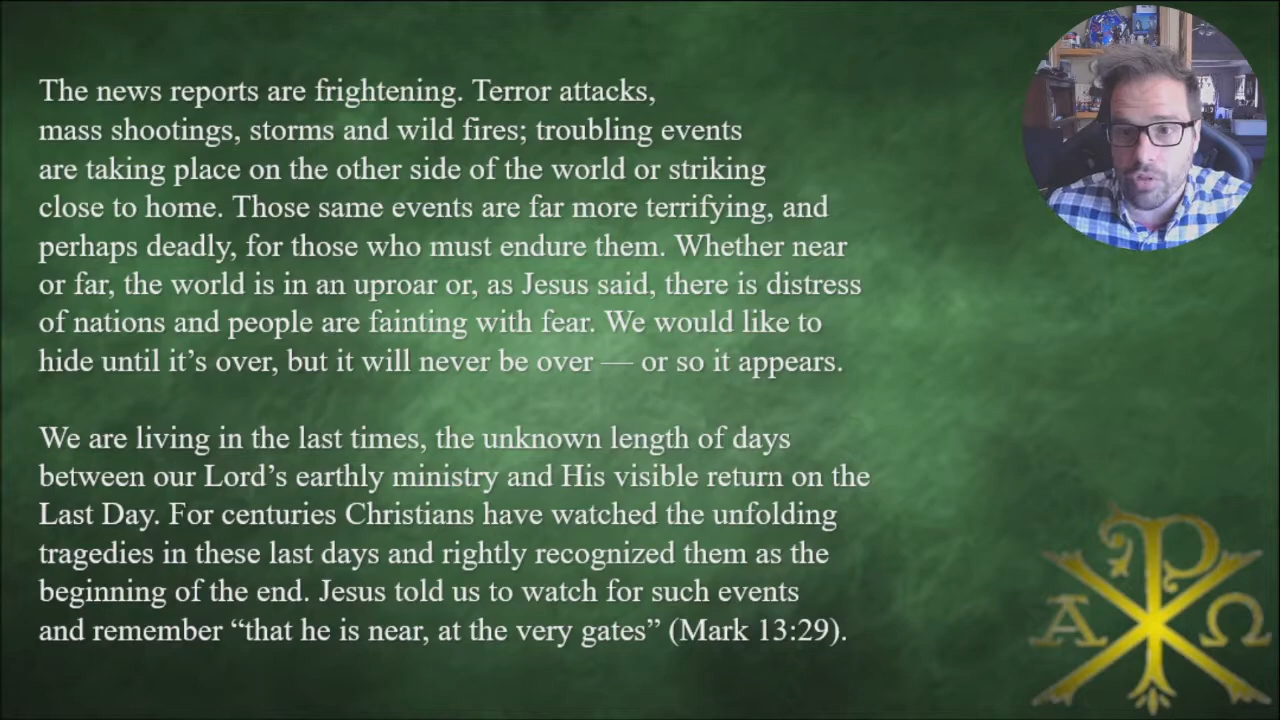 The news reports are frightening. Terror attacks,
mass shootings, storms and wild fires; troubling events
are taking place on the other side of the world or striking
close to home. Those same events are far more terrifying, and
perhaps deadly, for those who must endure them. Whether near
or far, the world is in an uproar or, as Jesus said, there is distress
of nations and people are fainting with fear. We would like to
hide until it’s over, but it will never be over — or so it appears.
We are living in the last times, the unknown length of days
between our Lord’s earthly ministry and His visible return on the
Last Day. For centuries Christians have watched the unfolding
tragedies in these last days and rightly recognized them as the
beginning of the end. Jesus told us to watch for such events
and remember “that he is near, at the very gates” (Mark 13:29).
Α Ω